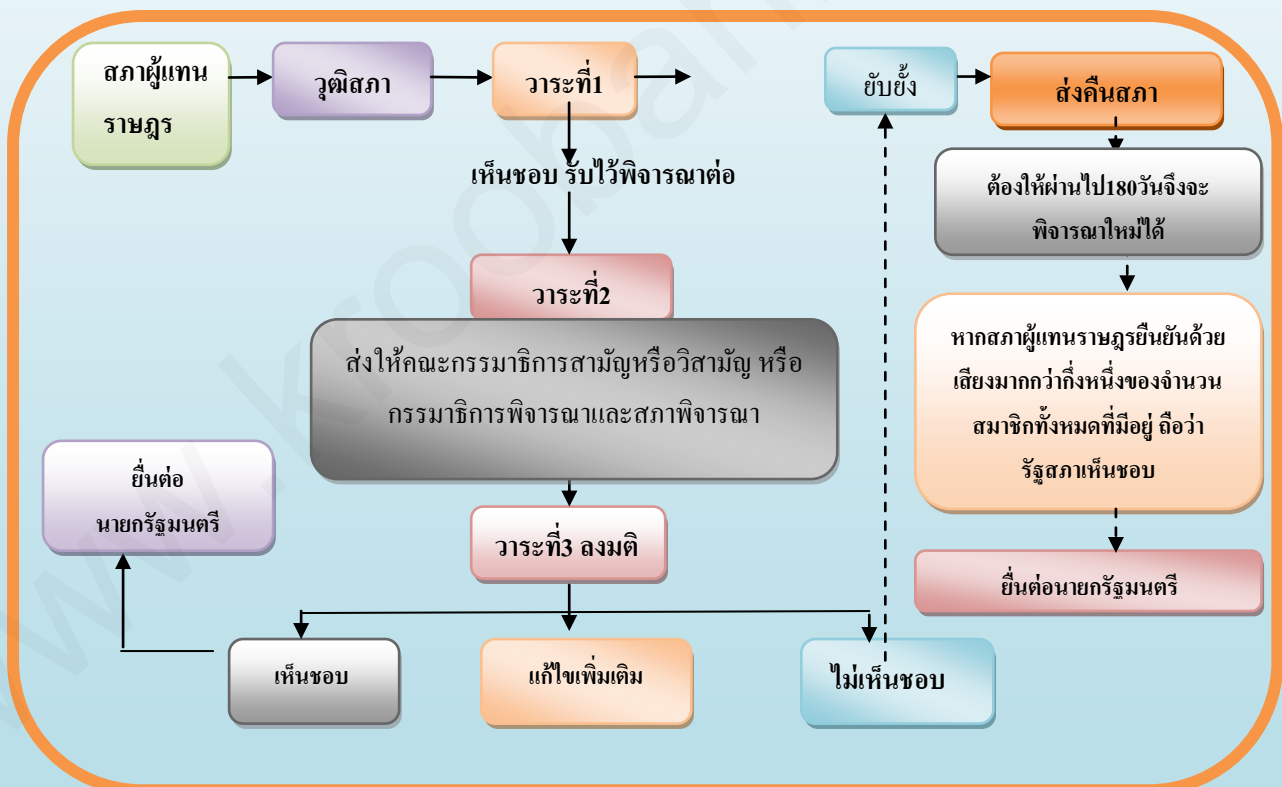 สภาผู้แทน
ราษฎร
วุฒิสภา
วาระที่1
ยับยั้ง
ส่งคืนสภา
เห็นชอบ รับไว้พิจารณาต่อ
ต้องให้ผ่านไป180วันจึงจะ
พิจารณาใหม่ได้
วาระที่2
ส่งให้คณะกรรมาธิการสามัญหรือวิสามัญ หรือ
กรรมาธิการพิจารณาและสภาพิจารณา
หากสภาผู้แทนราษฎรยืนยันด้วย
เสียงมากกว่ากึ่งหนึ่งของจำนวน
สมาชิกทั้งหมดที่มีอยู่ ถือว่า
รัฐสภาเห็นชอบ
ยื่นต่อ
นายกรัฐมนตรี
วาระที่3 ลงมติ
ยื่นต่อนายกรัฐมนตรี
เห็นชอบ
แก้ไขเพิ่มเติม
ไม่เห็นชอบ